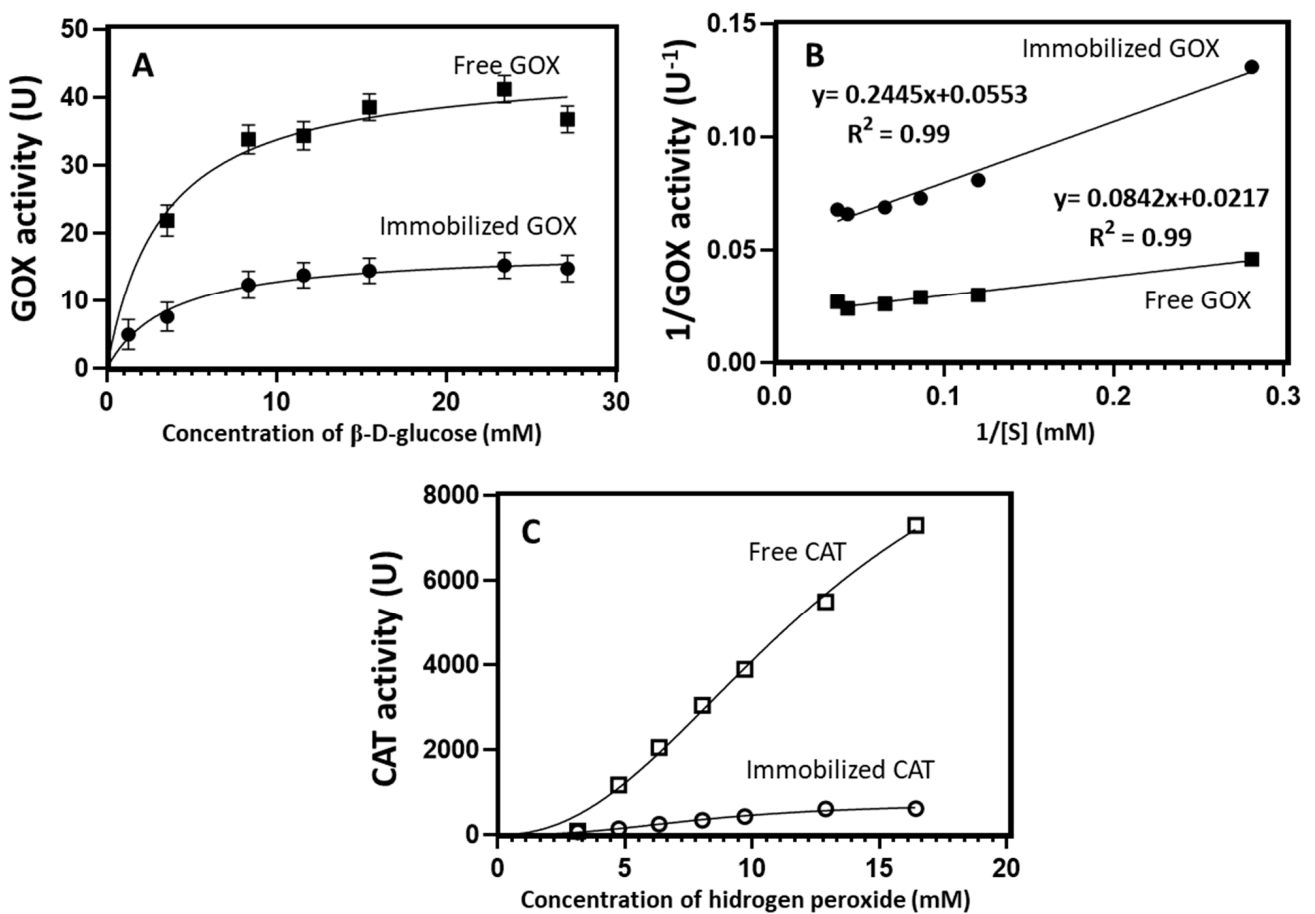 A
Free GOX
Immobilized GOX
GOX activity (U)
50
40
30
20
10
0
0 10 20 30
Concentration of β-D-glucose (mM)
B
Immobilized GOX
y= 0.2445x+0.0553
R² = 0.99
y= 0.0842x+0.0217
R² = 0.99
Free GOX
1/GOX activity (U⁻¹)
0.15
0.10
0.05
0.00
0.0 0.1 0.2 0.3
1/[S] (mM)
C
Free CAT
Immobilized CAT
CAT activity (U)
8000
6000
4000
2000
0
0 5 10 15 20
Concentration of hidrogen peroxide (mM)